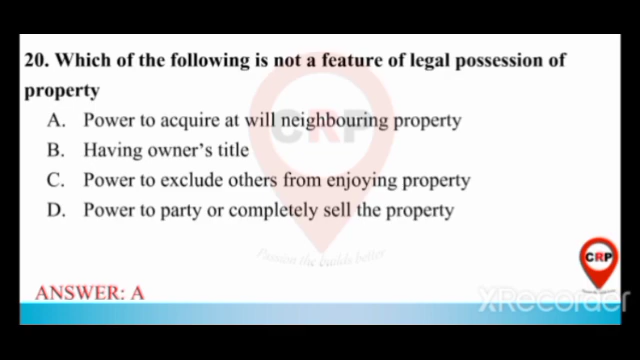 20. Which of the following is not a feature of legal possession of
property
A. Power to acquire at will neighbouring property
B. Having owner's title
C. Power to exclude others from enjoying property
D. Power to party or completely sell the property
CRP
Passion the builds better
CRP
ANSWER: A
XRecorder